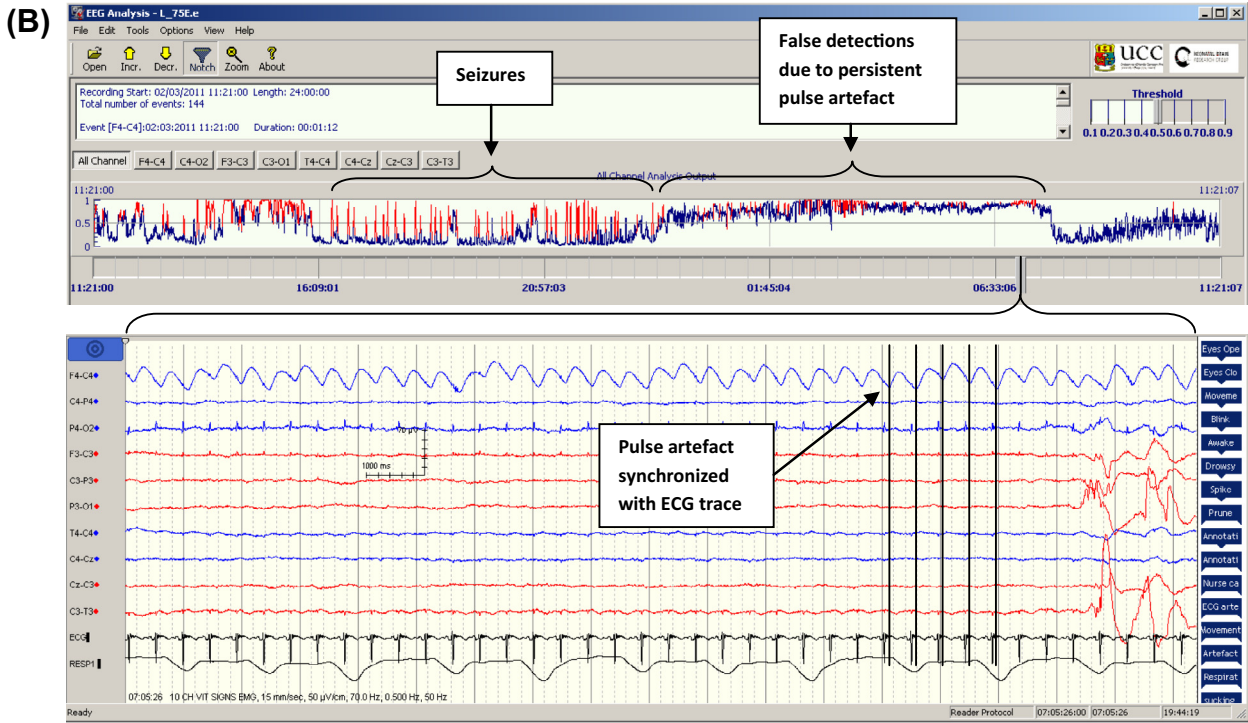 (B)
EEG Analysis - L_75E.e
File Edit Tools Options View Help
Open Incr. Decr. Notch Zoom About
UCC
Recording Start: 02/03/2011 11:21:00 Length: 24:00:00
Total number of events: 144
Event [F4-C4]:02:03:2011 11:21:00 Duration: 00:01:12
Seizures
False detections
due to persistent
pulse artefact
Threshold
0.1 0.2 0.3 0.4 0.5 0.6 0.7 0.8 0.9
All Channel F4-C4 C4-O2 F3-C3 C3-O1 T4-C4 C4-Cz Cz-C3 C3-T3
All Channel Analysis Output
11:21:00 11:21:07
1
0.5
0
11:21:00 16:09:01 20:57:03 01:45:04 06:33:06 11:21:07
F4-C4
C4-P4
P4-O2
F3-C3
C3-P3
P3-O1
T4-C4
C4-Cz
Cz-C3
C3-T3
ECG
RESP1
70 µV
1000 ms
Pulse artefact
synchronized
with ECG trace
Eyes Ope
Eyes Clo
Moveme
Blink
Awake
Drowsy
Spike
Prune
Annotati
Annotati
Nurse ca
ECG arte
Movement
Artefact
Respirat
sucking
07:05:26 10 CH VIT SIGNS EMG, 15 mm/sec, 50 µV/cm, 70.0 Hz, 0.500 Hz, 50 Hz
Ready Reader Protocol 07:05:26:00 07:05:26 19:44:19